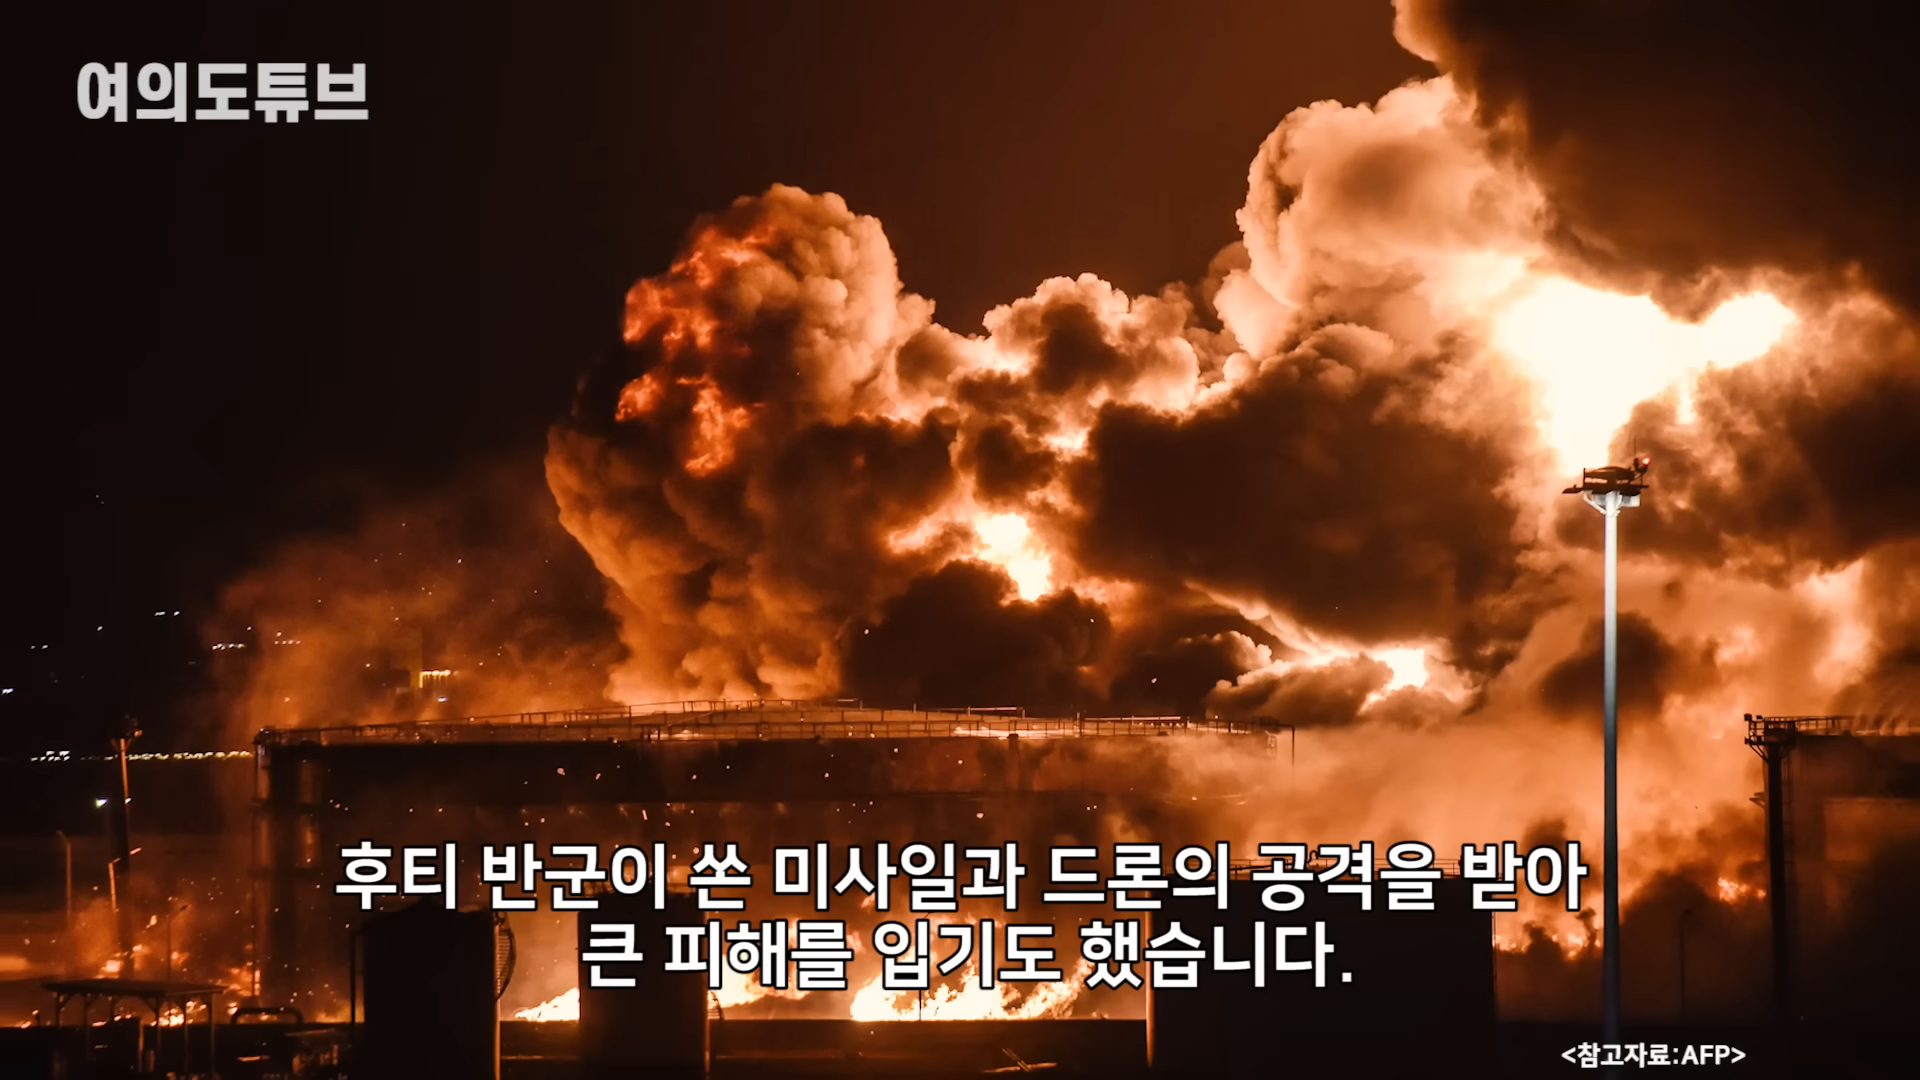 여의도튜브
후티 반군이 쏜 미사일과 드론의 공격을 받아
큰 피해를 입기도 했습니다.
<참고자료:AFP>